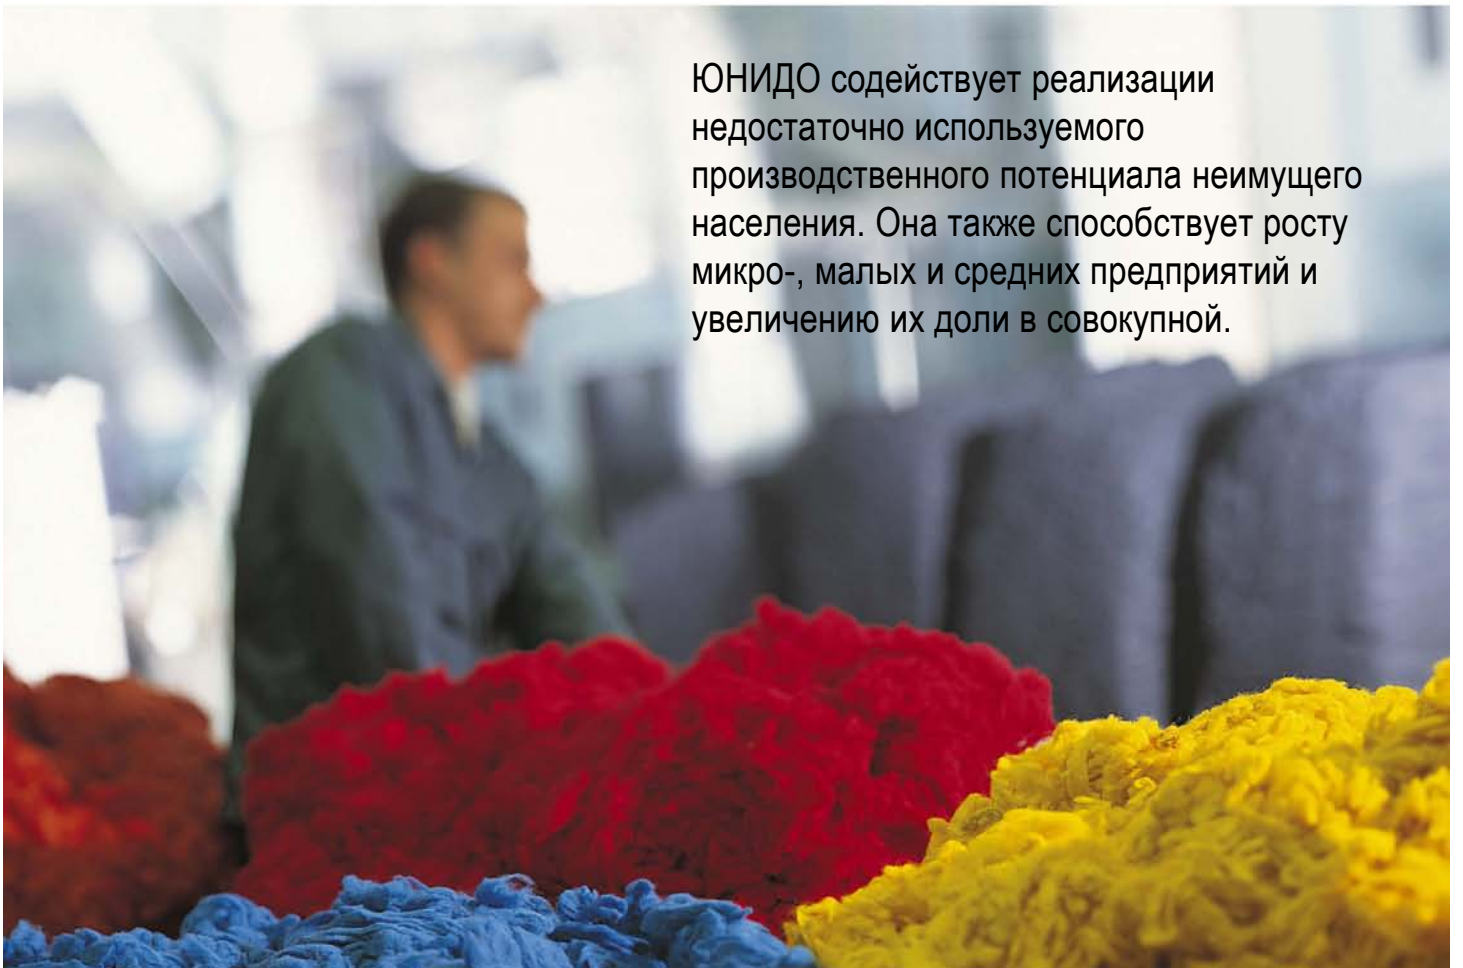 ЮНИДО содействует реализации
недостаточно используемого
производственного потенциала неимущего
населения. Она также способствует росту
микро-, малых и средних предприятий и
увеличению их доли в совокупной.